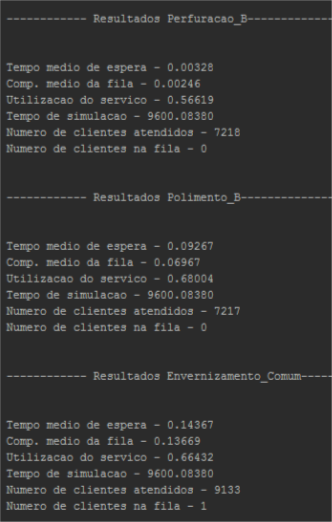 ------------ Resultados Perfuracao_B-------------
Tempo medio de espera - 0.00328
Comp. medio da fila - 0.00246
Utilizacao do servico - 0.56619
Tempo de simulacao - 9600.08380
Numero de clientes atendidos - 7218
Numero de clientes na fila - 0
------------ Resultados Polimento_B--------------
Tempo medio de espera - 0.09267
Comp. medio da fila - 0.06967
Utilizacao do servico - 0.68004
Tempo de simulacao - 9600.08380
Numero de clientes atendidos - 7217
Numero de clientes na fila - 0
------------ Resultados Envernizamento_Comum-----
Tempo medio de espera - 0.14367
Comp. medio da fila - 0.13669
Utilizacao do servico - 0.66432
Tempo de simulacao - 9600.08380
Numero de clientes atendidos - 9133
Numero de clientes na fila - 1